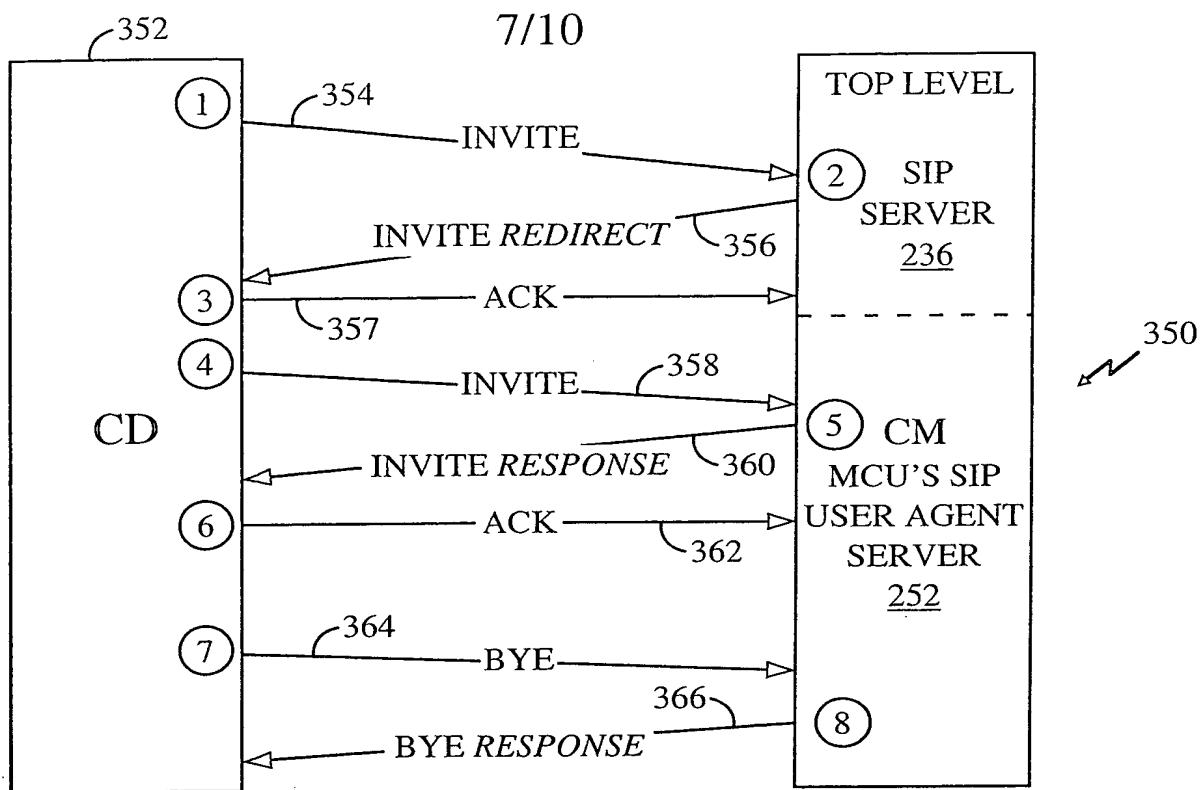 7/10
352
1
354
INVITE
TOP LEVEL
2
SIP
SERVER
236
INVITE REDIRECT
356
3
ACK
357
350
4
INVITE
358
CD
5
CM
MCU'S SIP
USER AGENT
SERVER
252
INVITE RESPONSE
360
6
ACK
362
7
364
BYE
366
8
BYE RESPONSE